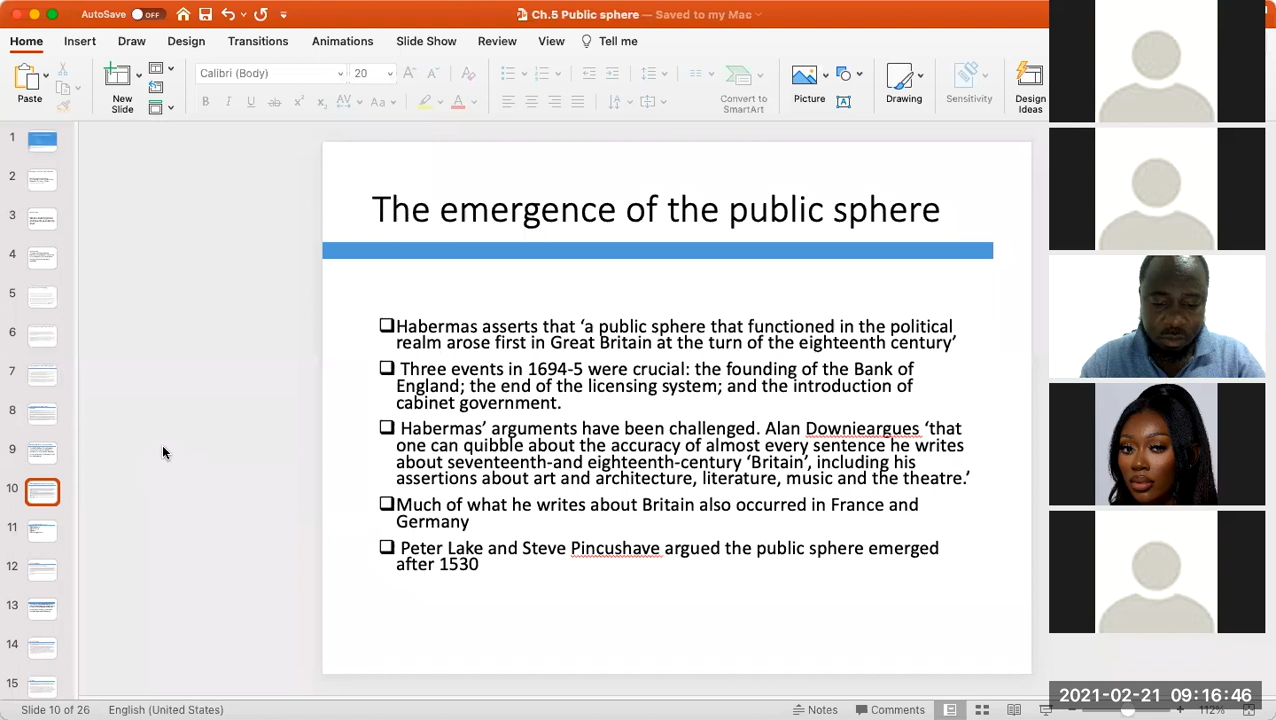 AutoSave OFF
Ch.5 Public sphere — Saved to my Mac
Home Insert Draw Design Transitions Animations Slide Show Review View Tell me
Paste
New
Slide
Calibri (Body) 20
Convert to
SmartArt
Picture
Drawing
Sensitivity
Design
Ideas
1
2
3
4
5
6
7
8
9
11
12
13
14
15
The emergence of the public sphere
Habermas asserts that ‘a public sphere that functioned in the political
realm arose first in Great Britain at the turn of the eighteenth century’
Three events in 1694-5 were crucial: the founding of the Bank of
England; the end of the licensing system; and the introduction of
cabinet government.
Habermas’ arguments have been challenged. Alan Downieargues ‘that
one can quibble about the accuracy of almost every sentence he writes
about seventeenth-and eighteenth-century ‘Britain’, including his
assertions about art and architecture, literature, music and the theatre.’
Much of what he writes about Britain also occurred in France and
Germany
Peter Lake and Steve Pincushave argued the public sphere emerged
after 1530
2021-02-21 09:16:46
Slide 10 of 26 English (United States) Notes Comments 112%